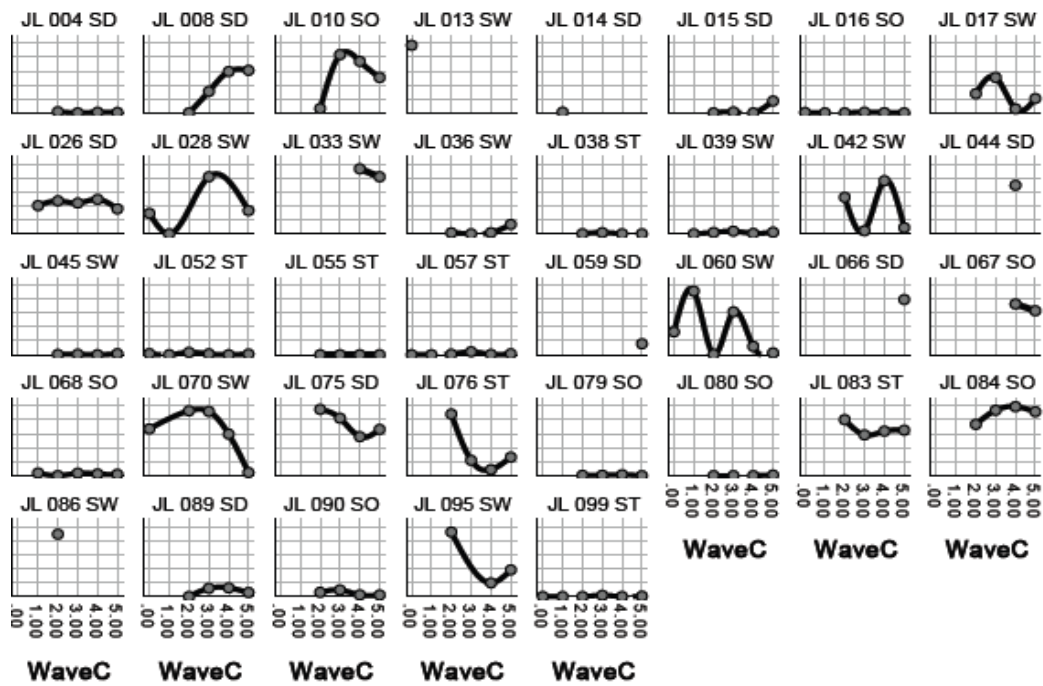 JL 004 SD JL 008 SD JL 010 SO JL 013 SW JL 014 SD JL 015 SD JL 016 SO JL 017 SW
JL 026 SD JL 028 SW JL 033 SW JL 036 SW JL 038 ST JL 039 SW JL 042 SW JL 044 SD
JL 045 SW JL 052 ST JL 055 ST JL 057 ST JL 059 SD JL 060 SW JL 066 SD JL 067 SO
JL 068 SO JL 070 SW JL 075 SD JL 076 ST JL 079 SO JL 080 SO JL 083 ST JL 084 SO
.00 1.00 2.00 3.00 4.00 5.00 .00 1.00 2.00 3.00 4.00 5.00 .00 1.00 2.00 3.00 4.00 5.00
JL 086 SW JL 089 SD JL 090 SO JL 095 SW JL 099 ST
WaveC WaveC WaveC
.00 1.00 2.00 3.00 4.00 5.00 .00 1.00 2.00 3.00 4.00 5.00 .00 1.00 2.00 3.00 4.00 5.00 .00 1.00 2.00 3.00 4.00 5.00 .00 1.00 2.00 3.00 4.00 5.00
WaveC WaveC WaveC WaveC WaveC